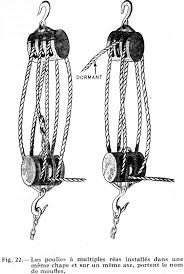 DORMANT
Fig. 22.—Les poulies à multiples réas installés dans une
même chape et sur un même axe, portent le nom
de moufles.